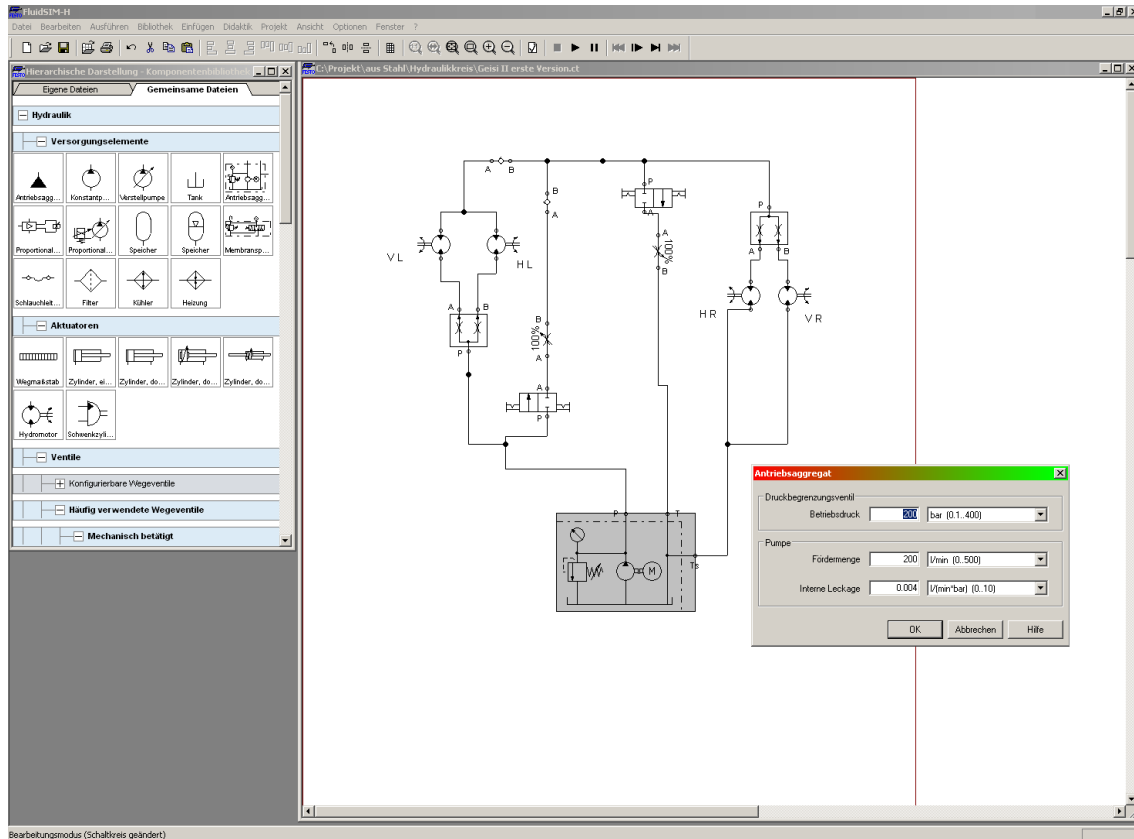 FluidSIM-H
Datei Bearbeiten Ausführen Bibliothek Einfügen Didaktik Projekt Ansicht Optionen Fenster ?
Hierarchische Darstellung - Komponentenbibliothek
Eigene Dateien Gemeinsame Dateien
Hydraulik
Versorgungselemente
Antriebsagg... Konstantp... Verstellpumpe Tank Antriebsagg...
Proportional... Proportional... Speicher Speicher Membransp...
Schlauchleit... Filter Kühler Heizung
Aktuatoren
Wegmaßstab Zylinder, ei... Zylinder, do... Zylinder, do... Zylinder, do...
Hydromotor Schwenkzyli...
Ventile
Konfigurierbare Wegeventile
Häufig verwendete Wegeventile
Mechanisch betätigt
C:\Projekt\aus Stahl\Hydraulikkreis\Geisi II erste Version.ct
A B
B
A
P
A
P
A B
VL
HL
A
100%
B
HR
VR
A B
P
B
100%
A
A
P
P
T
Ts
M
Antriebsaggregat
Druckbegrenzungsventil
Betriebsdruck 200 bar (0.1..400)
Pumpe
Fördermenge 200 l/min (0..500)
Interne Leckage 0.004 l/(min*bar) (0..10)
OK Abbrechen Hilfe
Bearbeitungsmodus (Schaltkreis geändert)